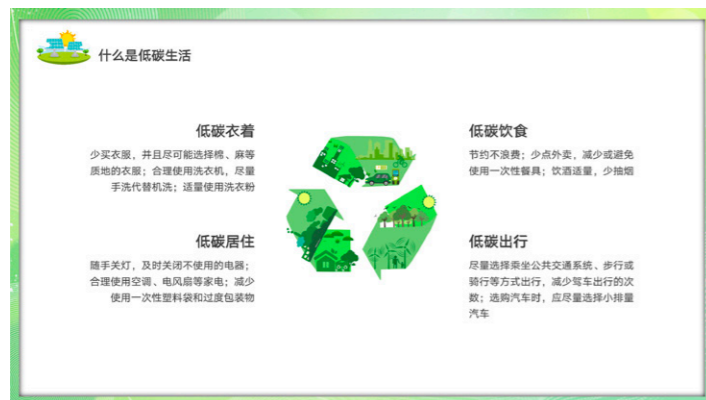 什么是低碳生活
低碳衣着
少买衣服，并且尽可能选择棉、麻等
质地的衣服；合理使用洗衣机，尽量
手洗代替机洗；适量使用洗衣粉
低碳饮食
节约不浪费；少点外卖，减少或避免
使用一次性餐具；饮酒适量，少抽烟
低碳居住
随手关灯，及时关闭不使用的电器；
合理使用空调、电风扇等家电；减少
使用一次性塑料袋和过度包装物
低碳出行
尽量选择乘坐公共交通系统、步行或
骑行等方式出行，减少驾车出行的次
数；选购汽车时，应尽量选择小排量
汽车